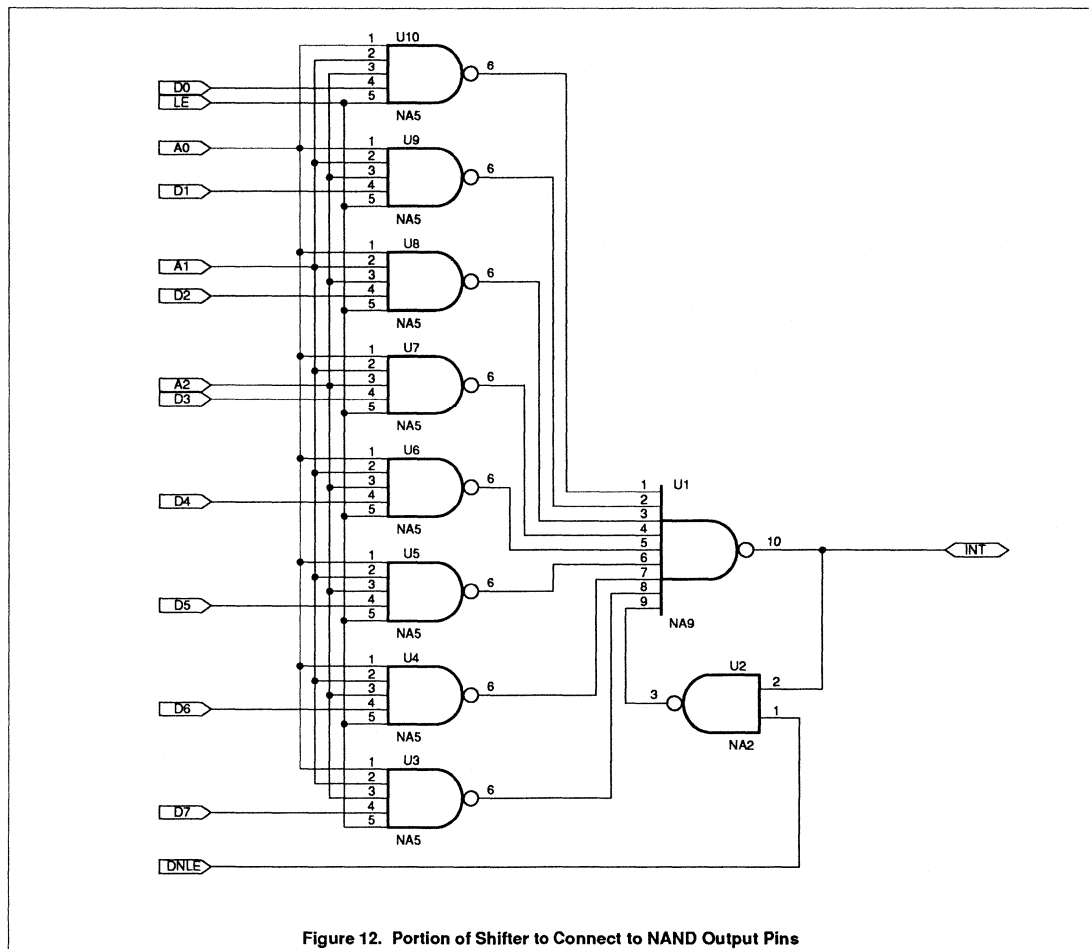 U10
1
2
3
4
5
6
NA5
D0
LE
A0
U9
1
2
3
4
5
6
NA5
D1
U8
1
2
3
4
5
6
NA5
A1
D2
U7
1
2
3
4
5
6
NA5
A2
D3
U6
1
2
3
4
5
6
NA5
D4
U5
1
2
3
4
5
6
NA5
D5
U4
1
2
3
4
5
6
NA5
D6
U3
1
2
3
4
5
6
NA5
D7
DNLE
U1
1
2
3
4
5
6
7
8
9
10
NA9
INT
U2
3
2
1
NA2
Figure 12. Portion of Shifter to Connect to NAND Output Pins